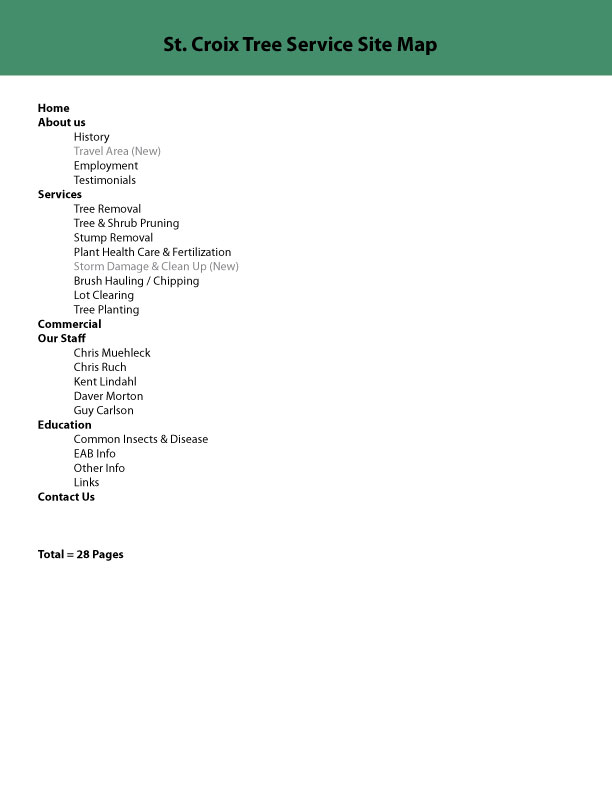 St. Croix Tree Service Site Map
Home
About us
History
Travel Area (New)
Employment
Testimonials
Services
Tree Removal
Tree & Shrub Pruning
Stump Removal
Plant Health Care & Fertilization
Storm Damage & Clean Up (New)
Brush Hauling / Chipping
Lot Clearing
Tree Planting
Commercial
Our Staff
Chris Muehleck
Chris Ruch
Kent Lindahl
Daver Morton
Guy Carlson
Education
Common Insects & Disease
EAB Info
Other Info
Links
Contact Us
Total = 28 Pages